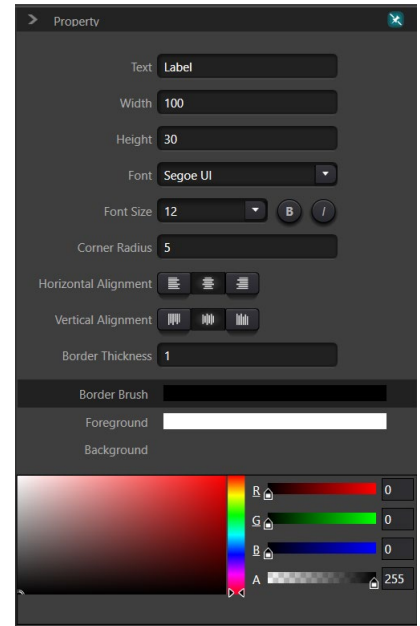 Property
Text Label
Width 100
Height 30
Font Segoe UI
Font Size 12 B I
Corner Radius 5
Horizontal Alignment
Vertical Alignment
Border Thickness 1
Border Brush
Foreground
Background
R 0
G 0
B 0
A 255